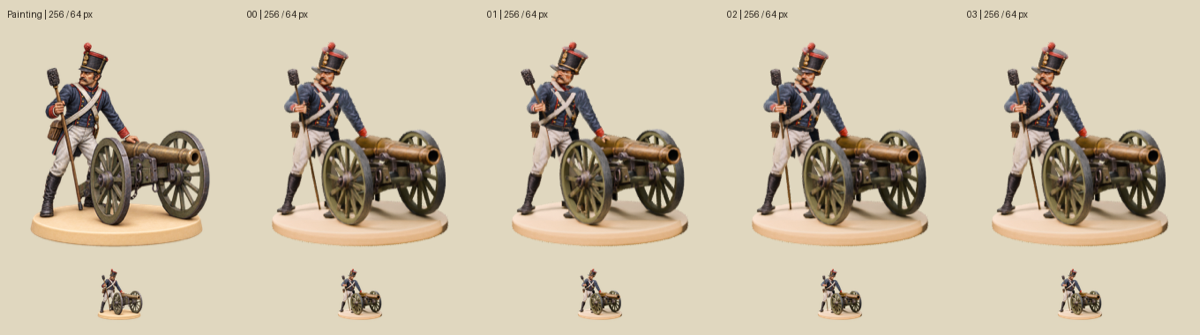 Painting | 256 / 64 px
00 | 256 / 64 px
01 | 256 / 64 px
02 | 256 / 64 px
03 | 256 / 64 px